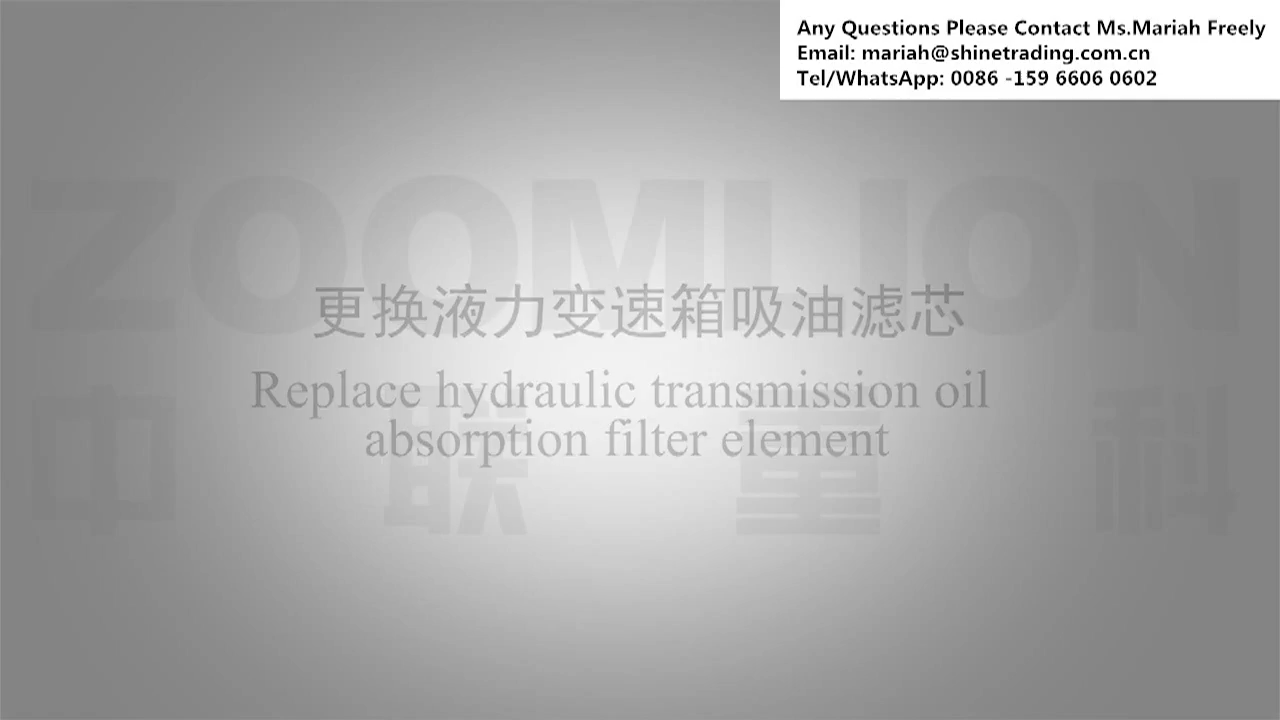 Any Questions Please Contact Ms.Mariah Freely
Email: mariah@shinetrading.com.cn
Tel/WhatsApp: 0086 -159 6606 0602
ZOOMLION
更换液力变速箱吸油滤芯
Replace hydraulic transmission oil
absorption filter element
中联重科